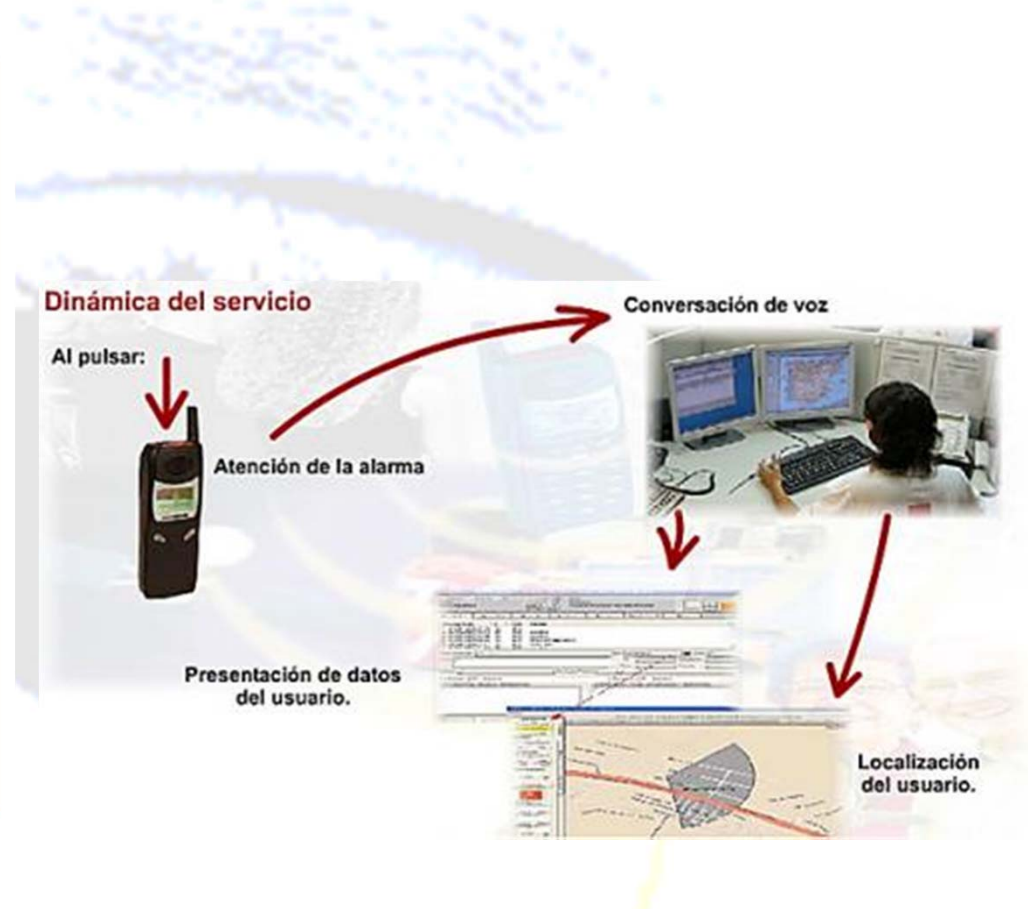 Dinámica del servicio
Al pulsar:
Conversación de voz
Atención de la alarma
Presentación de datos
del usuario.
Localización
del usuario.